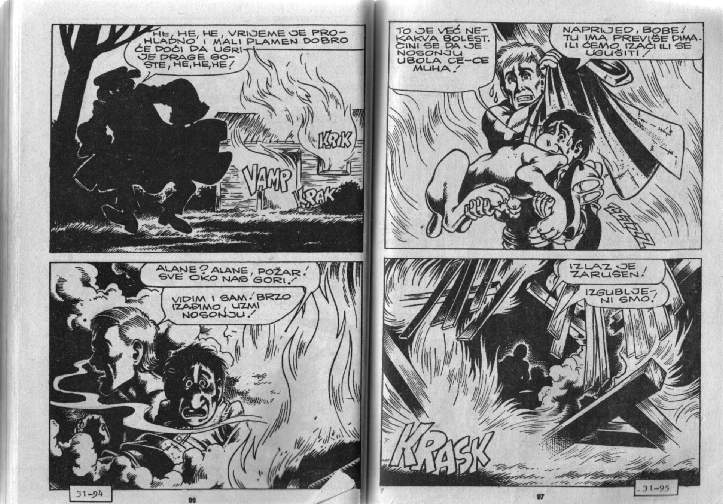 HE, HE, HE, VRIJEME JE PRO-
HLADNO I MALI PLAMEN DOBRO
ĆE DOĆI DA UGRI-
JE DRAGE GO-
STE, HE, HE, HE!
KRK
VAMP
KRAK
ALANE? ALANE, POŽAR!
SVE OKO NAS GORI!
VIDIM I SAM! BRZO
IZAĐIMO, UZMI
NOSONJU!
31-94
TO JE VEĆ NE-
KAKVA BOLEST.
ČINI SE DA JE
NOSONJU
UBOLA CE-CE
MUHA!
NAPRIJED, BOBE!
TU IMA PREVIŠE DIMA.
ILI ĆEMO IZAĆI ILI SE
UGUŠITI!
IZLAZ JE
ZARUŠEN!
IZGUBLJE-
NI SMO!
KRASK
97
31-95